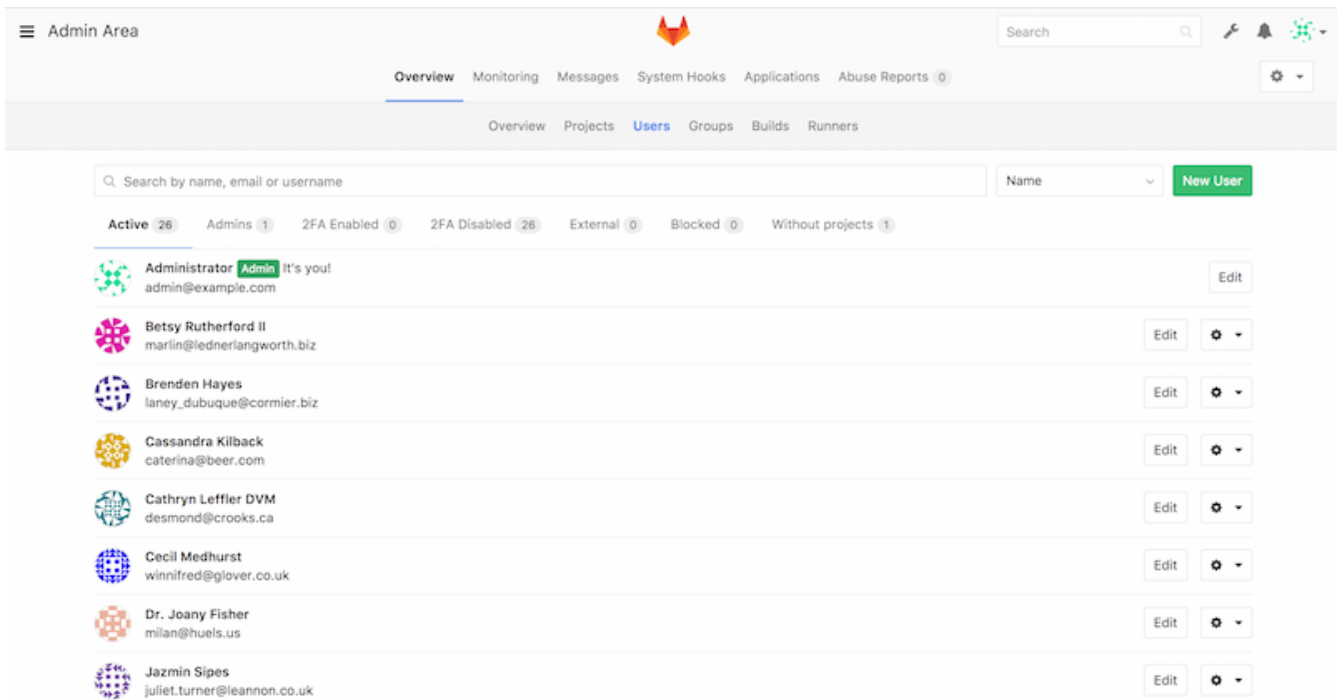 Admin Area
Search
Overview Monitoring Messages System Hooks Applications Abuse Reports 0
Overview Projects Users Groups Builds Runners
Search by name, email or username
Name
New User
Active 26 Admins 1 2FA Enabled 0 2FA Disabled 26 External 0 Blocked 0 Without projects 1
Administrator Admin It's you!
admin@example.com
Edit
Betsy Rutherford II
marlin@lednerlangworth.biz
Edit
Brenden Hayes
laney_dubuque@cormier.biz
Edit
Cassandra Kilback
caterina@beer.com
Edit
Cathryn Leffler DVM
desmond@crooks.ca
Edit
Cecil Medhurst
winnifred@glover.co.uk
Edit
Dr. Joany Fisher
milan@huels.us
Edit
Jazmin Sipes
juliet.turner@leannon.co.uk
Edit